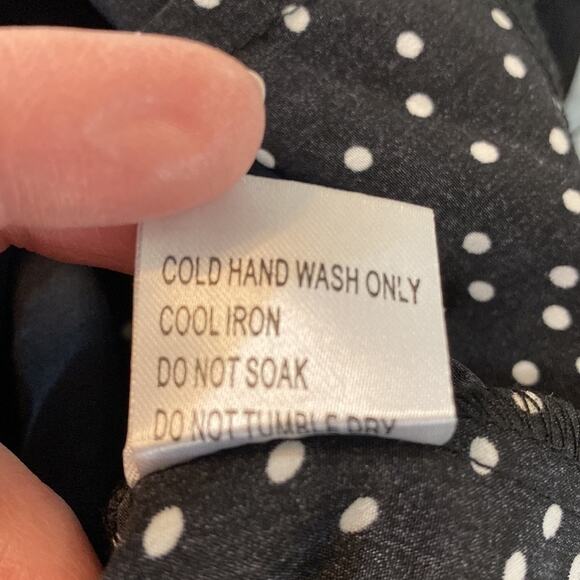 COLD HAND WASH ONLY
COOL IRON
DO NOT SOAK
DO NOT TUMBLE DRY